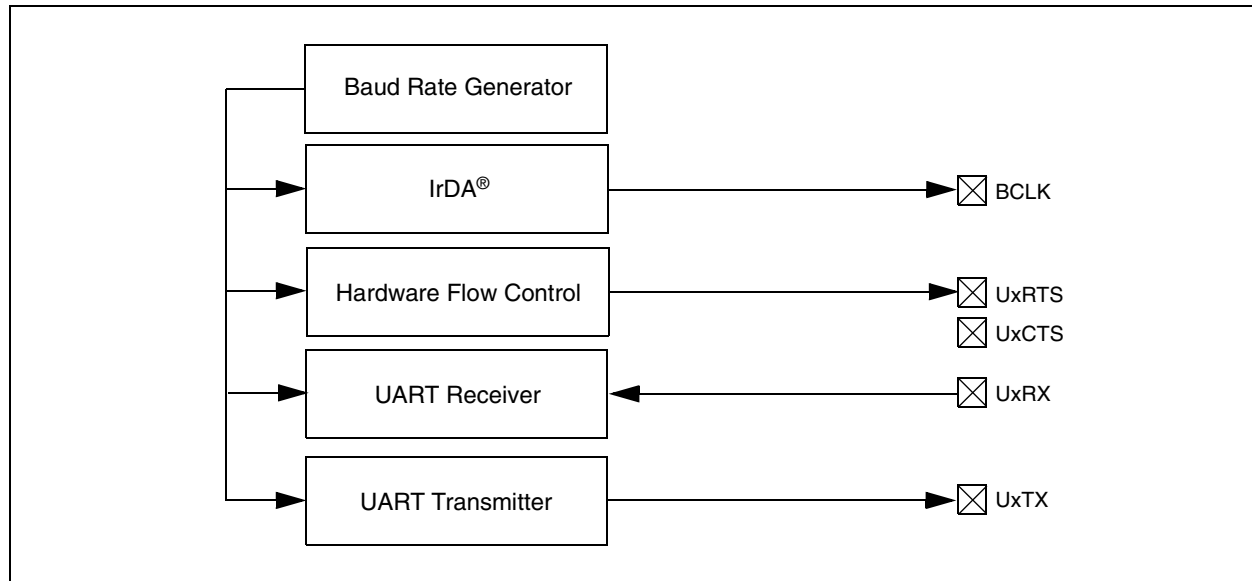 Baud Rate Generator
IrDA®
BCLK
Hardware Flow Control
UxRTS
UxCTS
UART Receiver
UxRX
UART Transmitter
UxTX